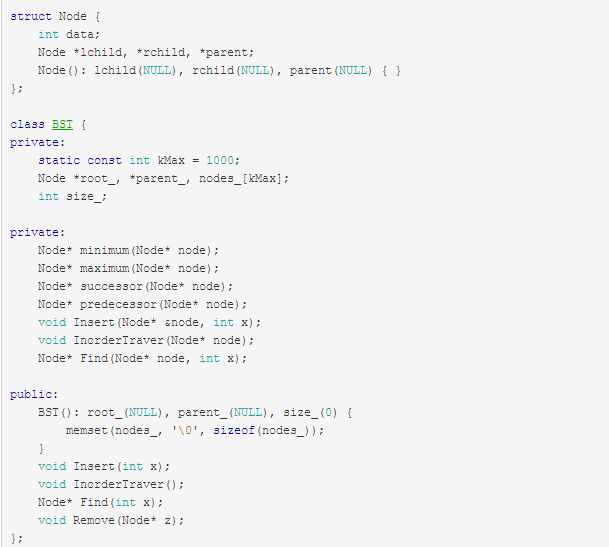 struct Node {
    int data;
    Node *lchild, *rchild, *parent;
    Node(): lchild(NULL), rchild(NULL), parent(NULL) { }
};

class BST {
private:
    static const int kMax = 1000;
    Node *root_, *parent_, nodes_[kMax];
    int size_;

private:
    Node* minimum(Node* node);
    Node* maximum(Node* node);
    Node* successor(Node* node);
    Node* predecessor(Node* node);
    void Insert(Node* &node, int x);
    void InorderTraver(Node* node);
    Node* Find(Node* node, int x);

public:
    BST(): root_(NULL), parent_(NULL), size_(0) {
        memset(nodes_, '\0', sizeof(nodes_));
    }
    void Insert(int x);
    void InorderTraver();
    Node* Find(int x);
    void Remove(Node* z);
};